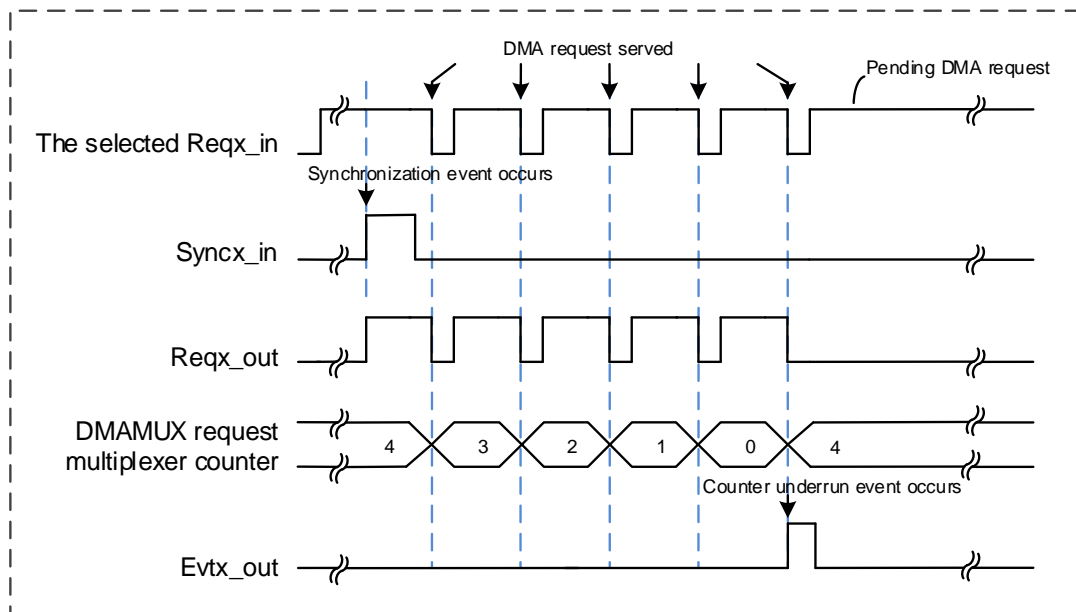 DMA request served
Pending DMA request
The selected Reqx_in
Synchronization event occurs
Syncx_in
Reqx_out
DMAMUX request
multiplexer counter
4 3 2 1 0 4
Counter underrun event occurs
Evtx_out